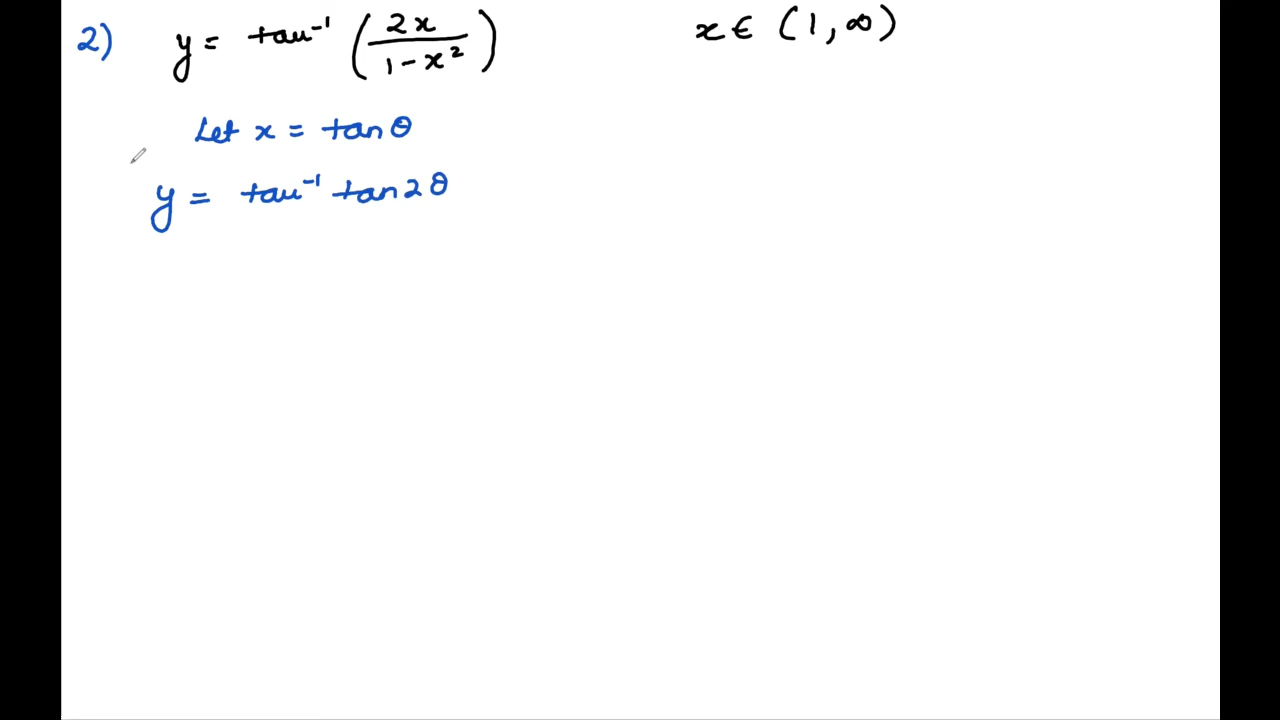 2) y = tan⁻¹ (2x / 1 - x²) x ∈ (1, ∞)
Let x = tan θ
y = tan⁻¹ tan 2θ